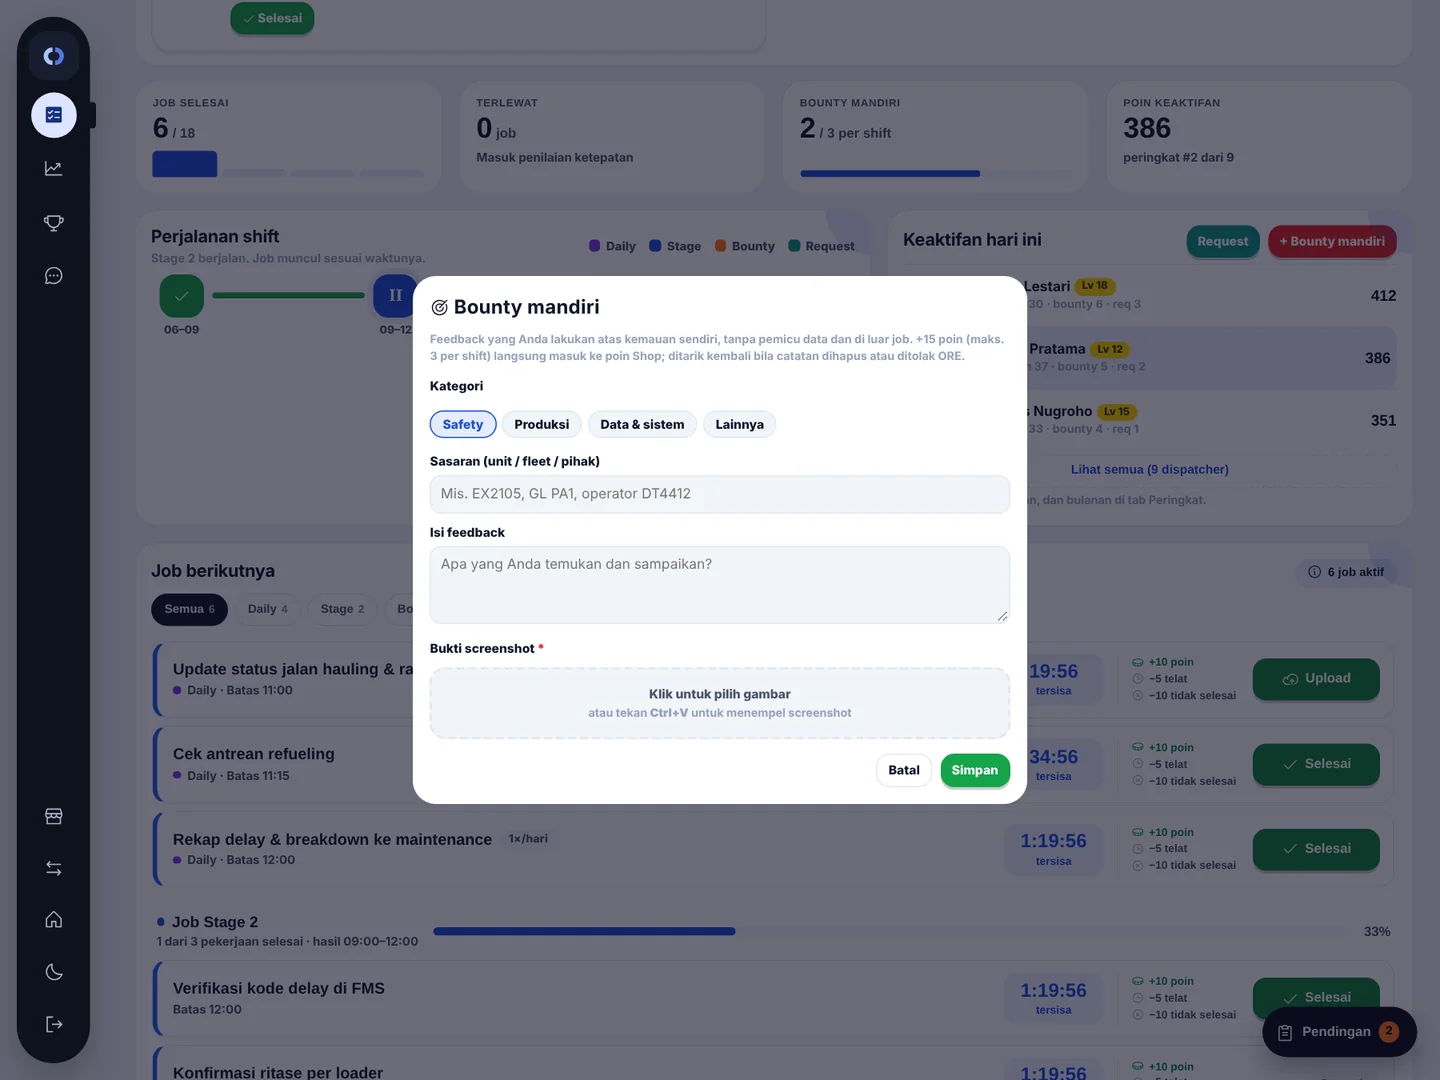 Selesai
JOB SELESAI
6 / 18
TERLEWAT
0 job
Masuk penilaian ketepatan
BOUNTY MANDIRI
2 / 3 per shift
POIN KEAKTIFAN
386
peringkat #2 dari 9
Perjalanan shift
Stage 2 berjalan. Job muncul sesuai waktunya.
Daily
Stage
Bounty
Request
06–09
II
09–12
Keaktifan hari ini
Request
+ Bounty mandiri
Lestari Lv 18
30 · bounty 6 · req 3
412
Pratama Lv 12
37 · bounty 5 · req 2
386
Nugroho Lv 15
33 · bounty 4 · req 1
351
Lihat semua (9 dispatcher)
dan bulanan di tab Peringkat.
Bounty mandiri
Feedback yang Anda lakukan atas kemauan sendiri, tanpa pemicu data dan di luar job. +15 poin (maks.
3 per shift) langsung masuk ke poin Shop; ditarik kembali bila catatan dihapus atau ditolak ORE.
Kategori
Safety
Produksi
Data & sistem
Lainnya
Sasaran (unit / fleet / pihak)
Mis. EX2105, GL PA1, operator DT4412
Isi feedback
Apa yang Anda temukan dan sampaikan?
Bukti screenshot *
Klik untuk pilih gambar
atau tekan Ctrl+V untuk menempel screenshot
Batal
Simpan
Job berikutnya
6 job aktif
Semua 6
Daily 4
Stage 2
Bo
Update status jalan hauling & ra
Daily · Batas 11:00
19:56
tersisa
+10 poin
−5 telat
−10 tidak selesai
Upload
Cek antrean refueling
Daily · Batas 11:15
34:56
tersisa
+10 poin
−5 telat
−10 tidak selesai
Selesai
Rekap delay & breakdown ke maintenance 1×/hari
Daily · Batas 12:00
1:19:56
tersisa
+10 poin
−5 telat
−10 tidak selesai
Selesai
Job Stage 2
1 dari 3 pekerjaan selesai · hasil 09:00–12:00
33%
Verifikasi kode delay di FMS
Batas 12:00
1:19:56
tersisa
+10 poin
−5 telat
−10 tidak selesai
Selesai
Pendingan 2
Konfirmasi ritase per loader
1:19:56
+10 poin